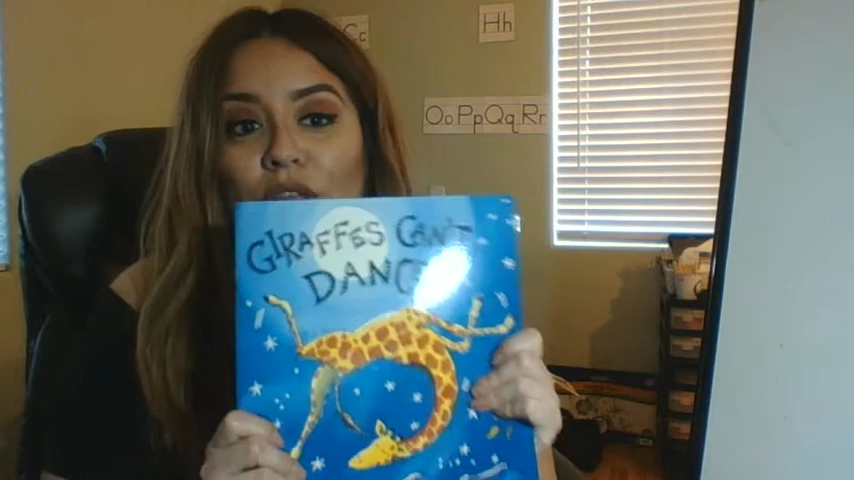 Cc
Hh
OoPpQqRr
GIRAFFES CAN'T
DANCE